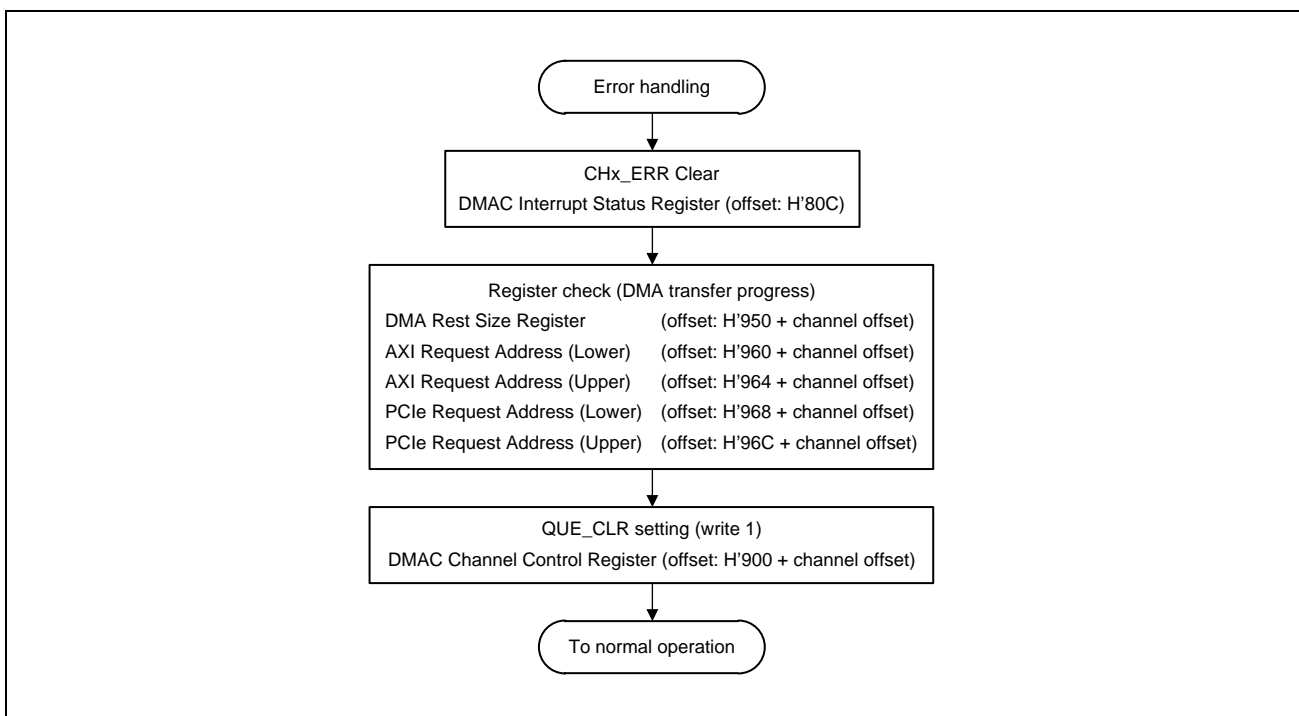 Error handling
CHx_ERR Clear
DMAC Interrupt Status Register (offset: H’80C)
Register check (DMA transfer progress)
DMA Rest Size Register (offset: H’950 + channel offset)
AXI Request Address (Lower) (offset: H’960 + channel offset)
AXI Request Address (Upper) (offset: H’964 + channel offset)
PCIe Request Address (Lower) (offset: H’968 + channel offset)
PCIe Request Address (Upper) (offset: H’96C + channel offset)
QUE_CLR setting (write 1)
DMAC Channel Control Register (offset: H’900 + channel offset)
To normal operation